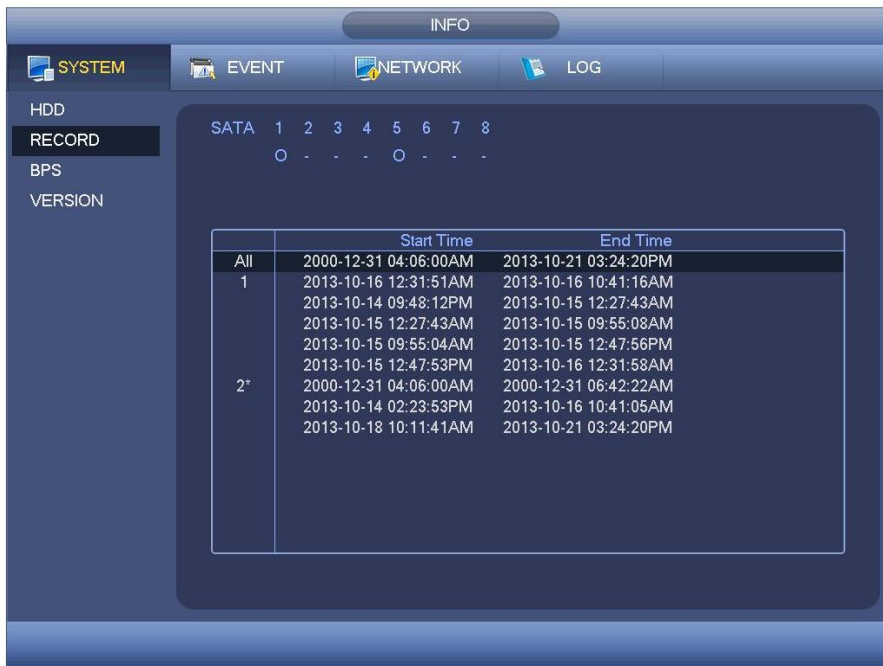 INFO
SYSTEM EVENT NETWORK LOG
HDD
RECORD
BPS
VERSION
SATA 1 2 3 4 5 6 7 8
O - - - O - - -
Start Time End Time
All 2000-12-31 04:06:00AM 2013-10-21 03:24:20PM
1 2013-10-16 12:31:51AM 2013-10-16 10:41:16AM
2013-10-14 09:48:12PM 2013-10-15 12:27:43AM
2013-10-15 12:27:43AM 2013-10-15 09:55:08AM
2013-10-15 09:55:04AM 2013-10-15 12:47:56PM
2013-10-15 12:47:53PM 2013-10-16 12:31:58AM
2* 2000-12-31 04:06:00AM 2000-12-31 06:42:22AM
2013-10-14 02:23:53PM 2013-10-16 10:41:05AM
2013-10-18 10:11:41AM 2013-10-21 03:24:20PM